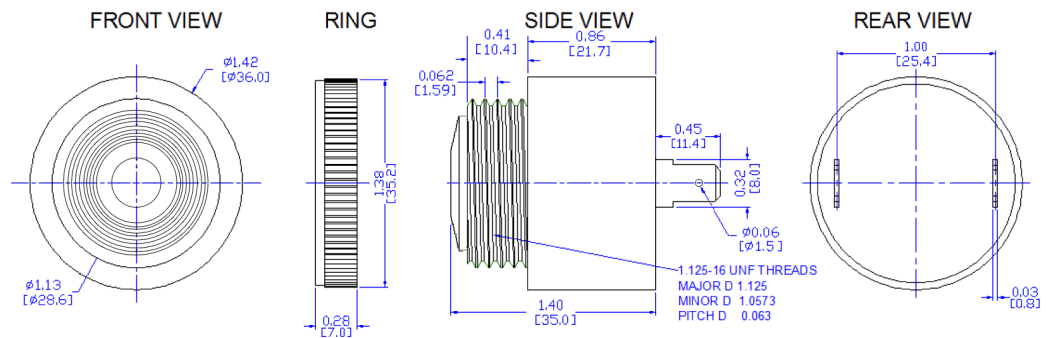 FRONT VIEW
RING
SIDE VIEW
REAR VIEW
ø1.42
[ø36.0]
ø1.13
[ø28.6]
1.38
[35.2]
0.28
[7.0]
0.41
[10.4]
0.86
[21.7]
0.062
[1.59]
0.45
[11.4]
0.32
[8.0]
ø0.06
[ø1.5]
1.125-16 UNF THREADS
MAJOR D 1.125
MINOR D 1.0573
PITCH D 0.063
1.40
[35.0]
1.00
[25.4]
0.03
[0.8]